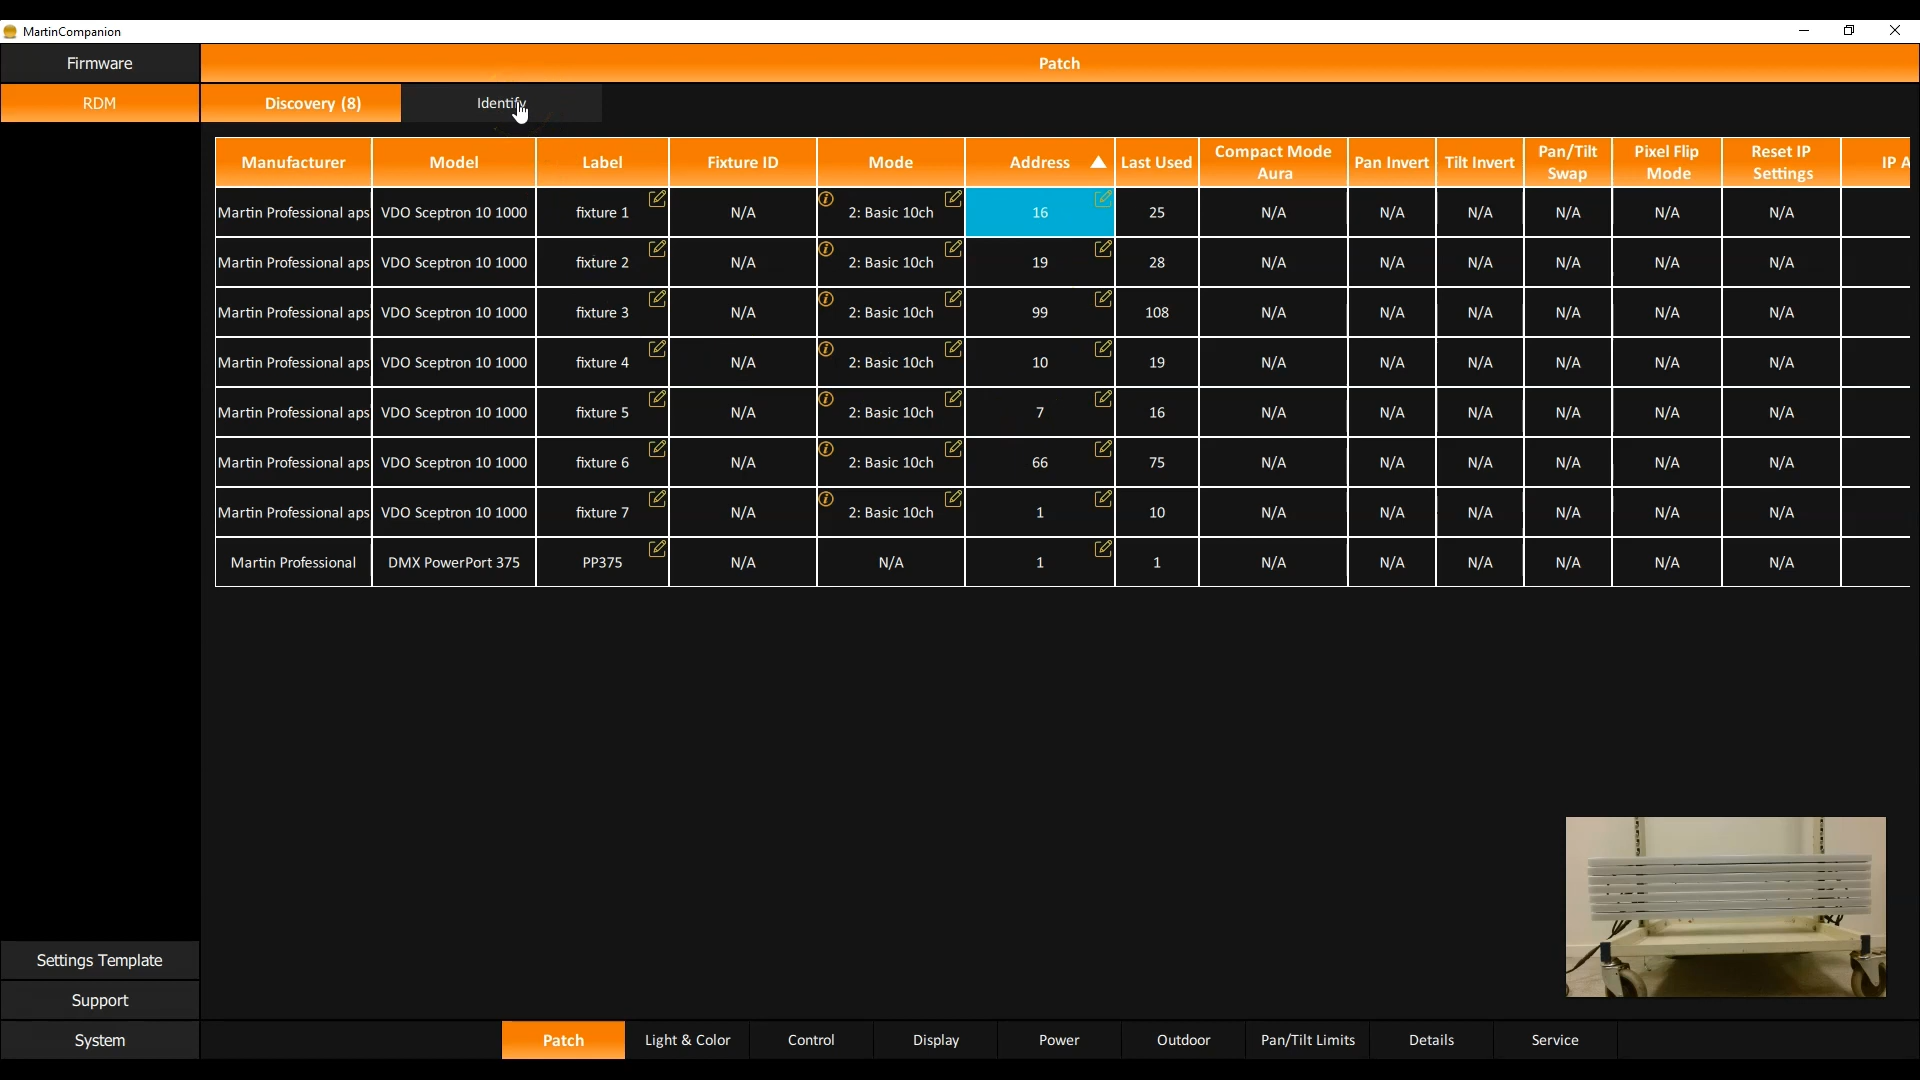 MartinCompanion
Firmware
Patch
RDM
Discovery (8)
Identify
Manufacturer Model Label Fixture ID Mode Address Last Used Compact Mode Aura Pan Invert Tilt Invert Pan/Tilt Swap Pixel Flip Mode Reset IP Settings IP A
Martin Professional aps VDO Sceptron 10 1000 fixture 1 N/A 2: Basic 10ch 16 25 N/A N/A N/A N/A N/A N/A
Martin Professional aps VDO Sceptron 10 1000 fixture 2 N/A 2: Basic 10ch 19 28 N/A N/A N/A N/A N/A N/A
Martin Professional aps VDO Sceptron 10 1000 fixture 3 N/A 2: Basic 10ch 99 108 N/A N/A N/A N/A N/A N/A
Martin Professional aps VDO Sceptron 10 1000 fixture 4 N/A 2: Basic 10ch 10 19 N/A N/A N/A N/A N/A N/A
Martin Professional aps VDO Sceptron 10 1000 fixture 5 N/A 2: Basic 10ch 7 16 N/A N/A N/A N/A N/A N/A
Martin Professional aps VDO Sceptron 10 1000 fixture 6 N/A 2: Basic 10ch 66 75 N/A N/A N/A N/A N/A N/A
Martin Professional aps VDO Sceptron 10 1000 fixture 7 N/A 2: Basic 10ch 1 10 N/A N/A N/A N/A N/A N/A
Martin Professional DMX PowerPort 375 PP375 N/A N/A 1 1 N/A N/A N/A N/A N/A N/A
Settings Template
Support
System
Patch Light & Color Control Display Power Outdoor Pan/Tilt Limits Details Service